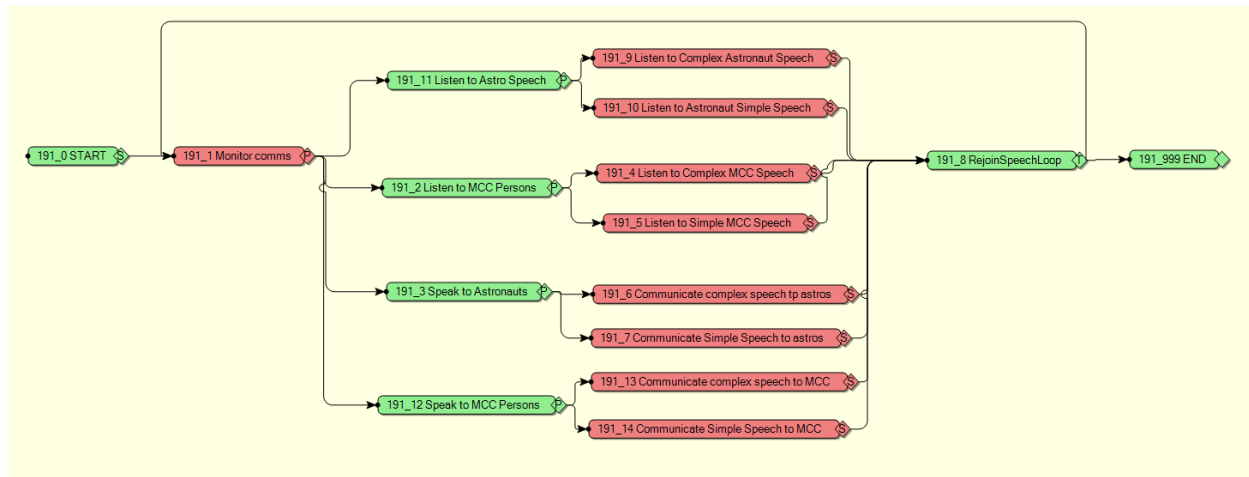 191_9 Listen to Complex Astronaut Speech S
191_11 Listen to Astro Speech P
191_10 Listen to Astronaut Simple Speech S
191_0 START S
191_1 Monitor comms P
191_8 RejoinSpeechLoop T
191_999 END
191_4 Listen to Complex MCC Speech S
191_2 Listen to MCC Persons P
191_5 Listen to Simple MCC Speech S
191_3 Speak to Astronauts P
191_6 Communicate complex speech tp astros S
191_7 Communicate Simple Speech to astros S
191_13 Communicate complex speech to MCC S
191_12 Speak to MCC Persons P
191_14 Communicate Simple Speech to MCC S